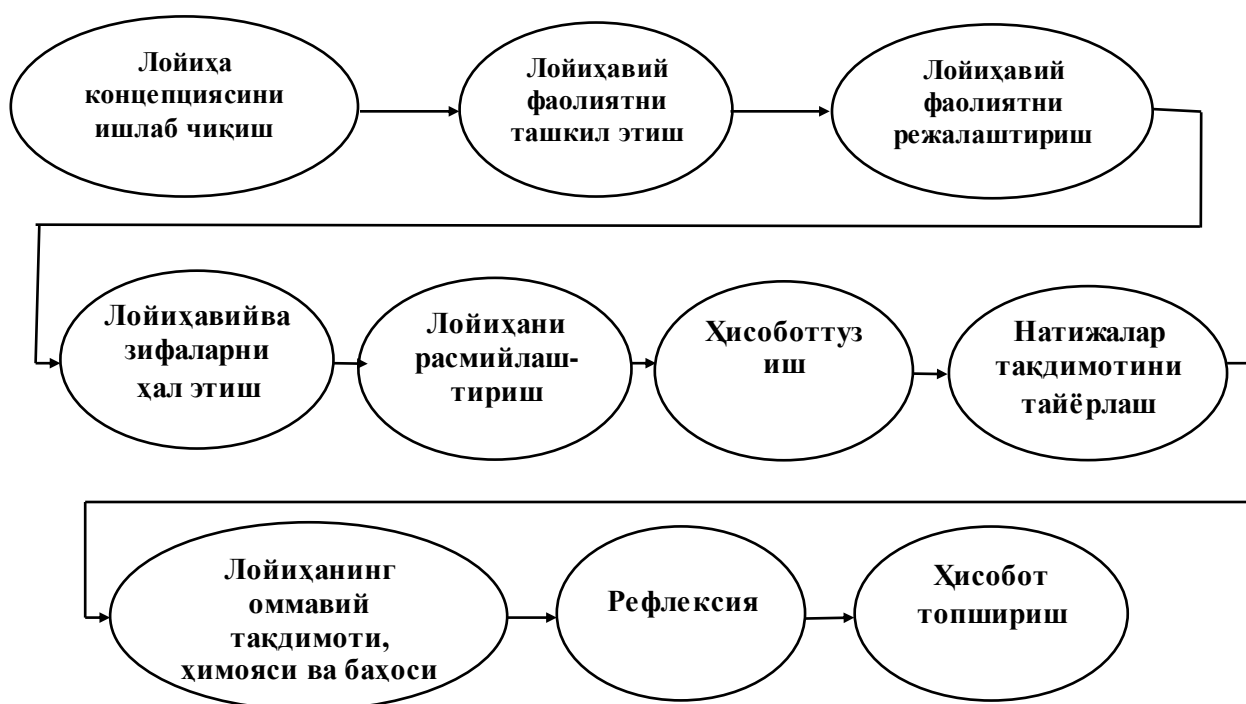 Лойиҳа
концепциясини
ишлаб чиқиш
Лойиҳавий
фаолиятни
ташкил этиш
Лойиҳавий
фаолиятни
режалаштириш
Лойиҳавийва
зифаларни
ҳал этиш
Лойиҳани
расмийлаш-
тириш
Ҳисоботтуз
иш
Натижалар
тақдимотини
тайёрлаш
Лойиҳанинг
оммавий
тақдимоти,
ҳимояси ва баҳоси
Рефлексия
Ҳисобот
топшириш